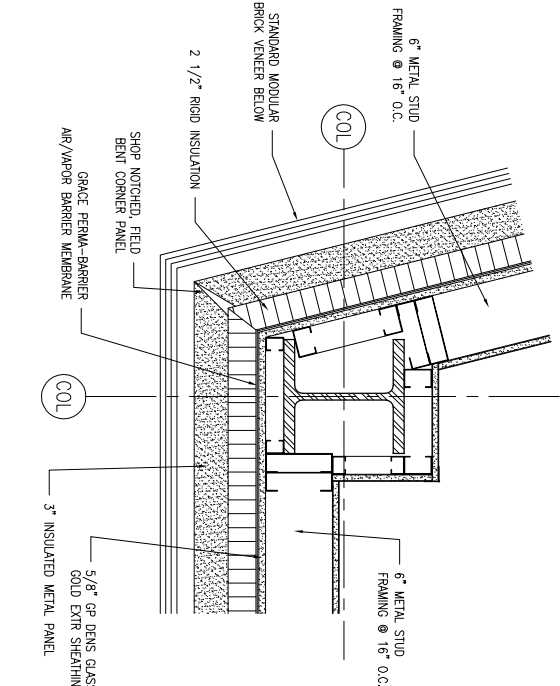 6" METAL STUD
FRAMING @ 16" O.C.
COL
STANDARD MODULAR
BRICK VENEER BELOW
2 1/2" RIGID INSULATION
SHOP NOTCHED, FIELD
BENT CORNER PANEL
GRACE PERMA-BARRIER
AIR/VAPOR BARRIER MEMBRANE
COL
3" INSULATED METAL PANEL
5/8" GP DENS GLAS
GOLD EXTR SHEATHIN
6" METAL STUD
FRAMING @ 16" O.C.